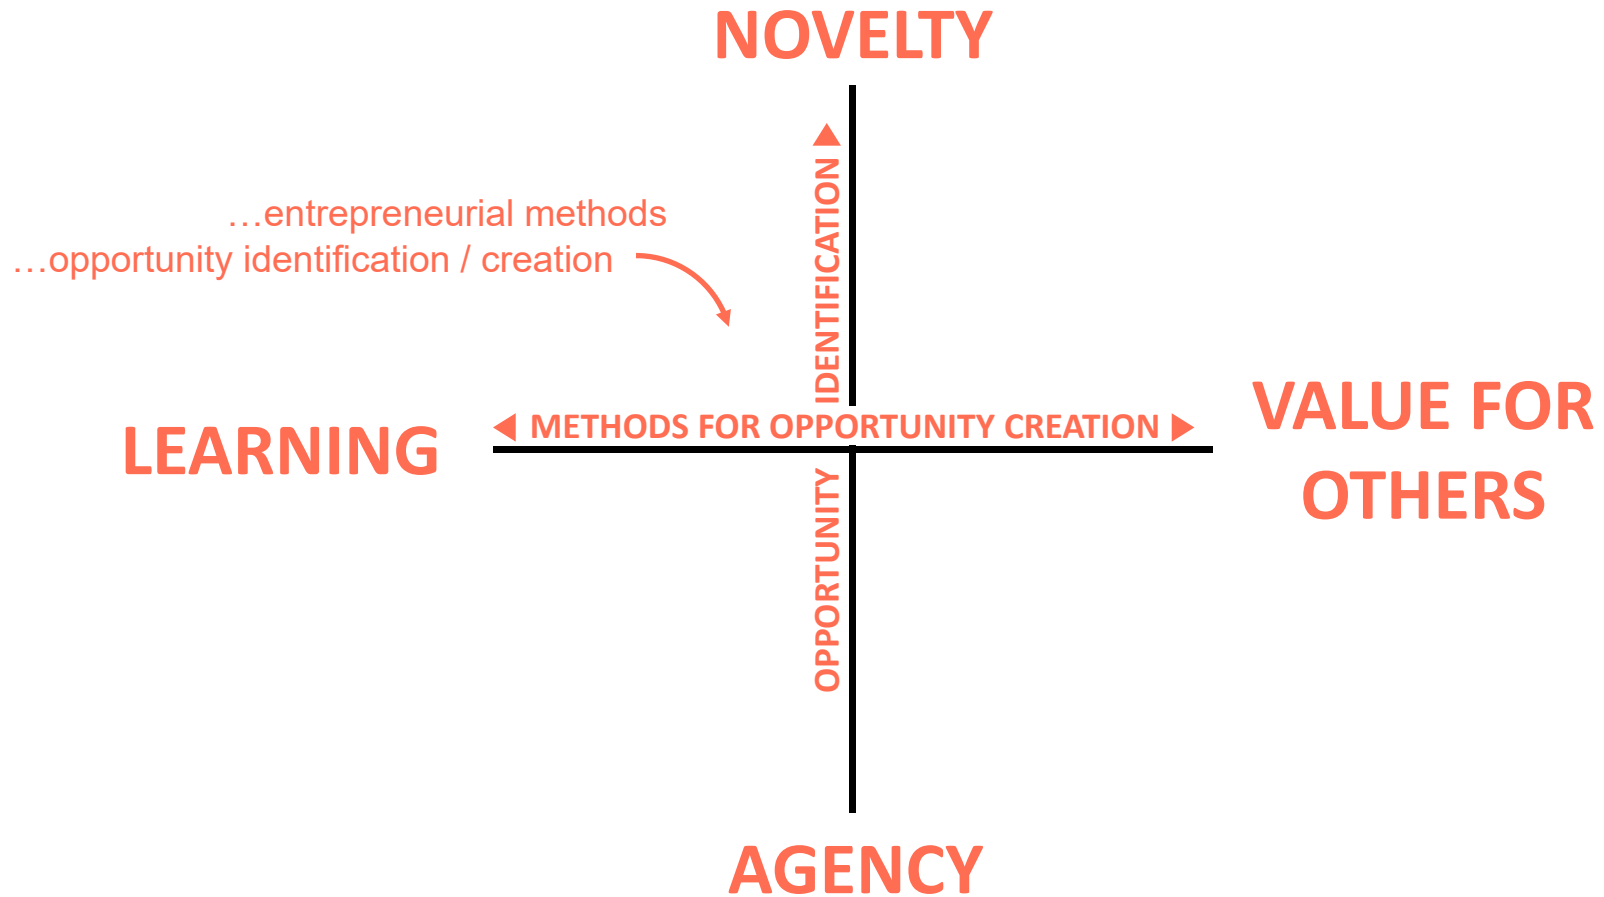 NOVELTY
…entrepreneurial methods
…opportunity identification / creation
OPPORTUNITY IDENTIFICATION
METHODS FOR OPPORTUNITY CREATION
LEARNING
VALUE FOR
OTHERS
AGENCY